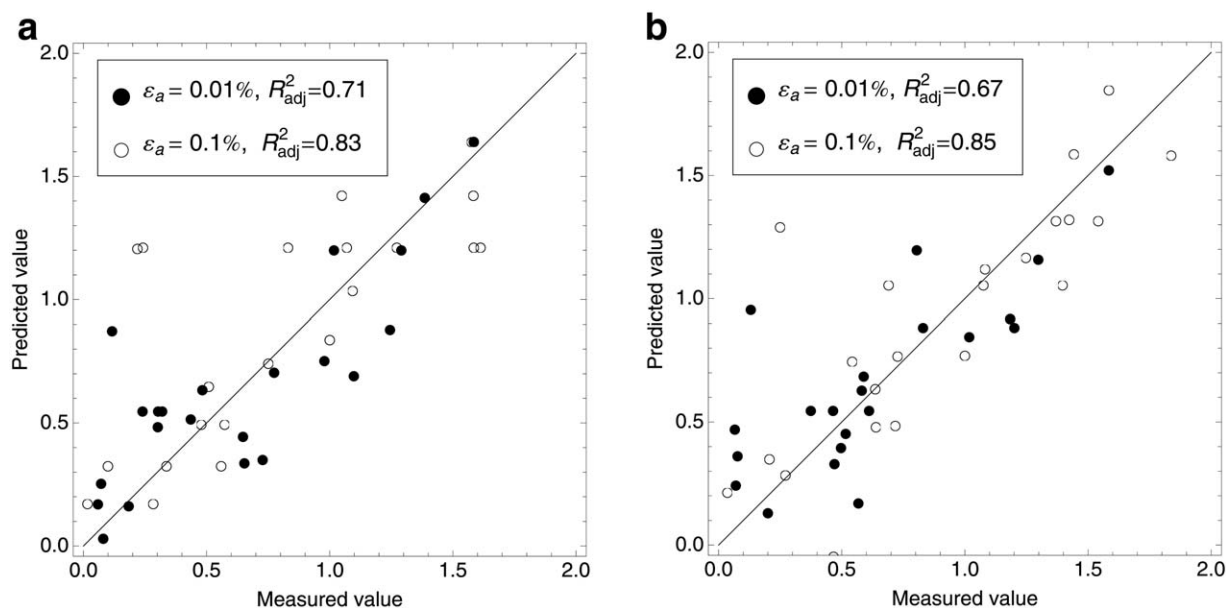 a
2.0
1.5
1.0
0.5
0.0
Predicted value
εa = 0.01%, R²adj=0.71
εa = 0.1%, R²adj=0.83
0.0 0.5 1.0 1.5 2.0
Measured value
b
2.0
1.5
1.0
0.5
0.0
Predicted value
εa = 0.01%, R²adj=0.67
εa = 0.1%, R²adj=0.85
0.0 0.5 1.0 1.5 2.0
Measured value